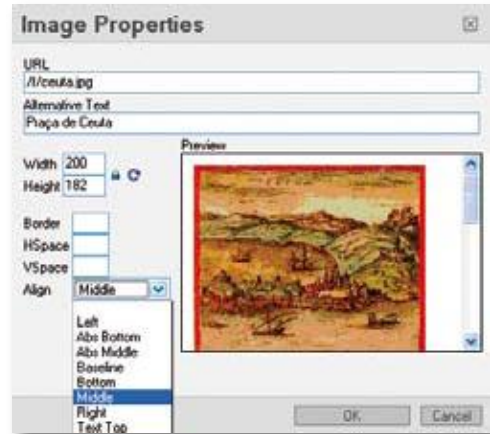 Image Properties
URL
/I/ceuta.jpg
Alternative Text
Praça de Ceuta
Width 200
Height 182
Preview
Border
HSpace
VSpace
Align Middle
Left
Abs Bottom
Abs Middle
Baseline
Bottom
Middle
Right
Text Top
OK Cancel